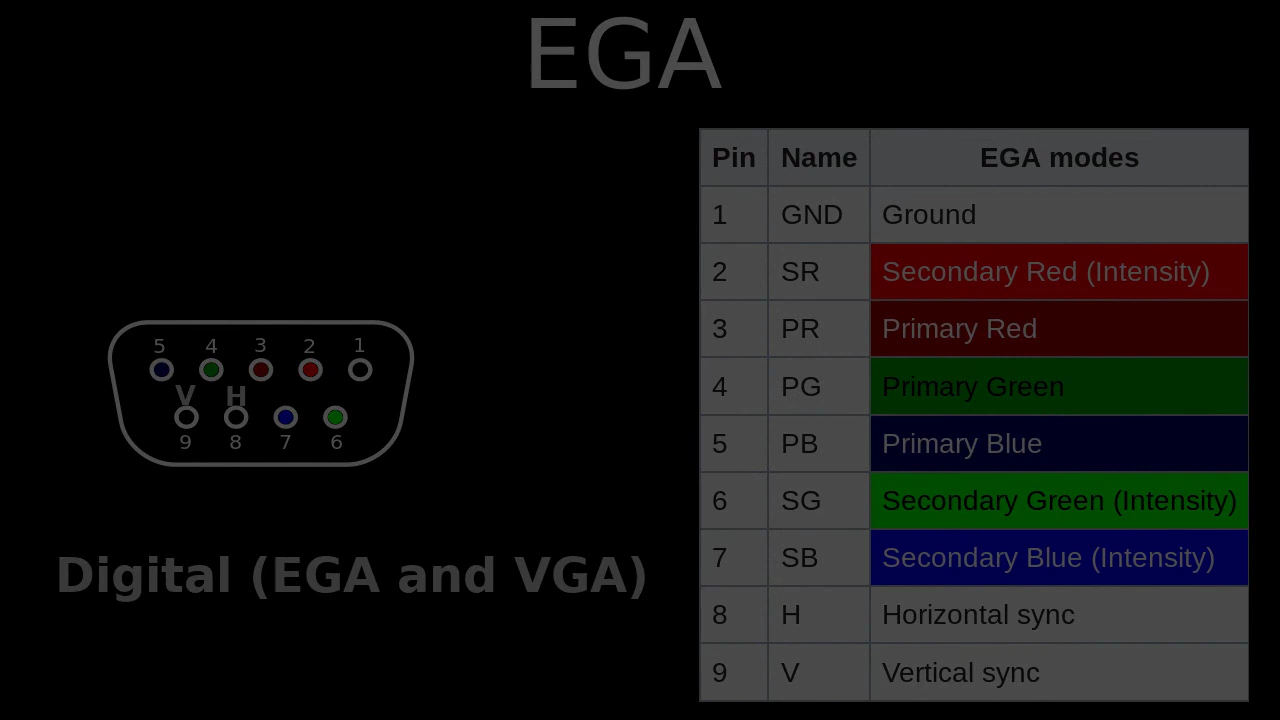 EGA
5 4 3 2 1
V H
9 8 7 6
Digital (EGA and VGA)
Pin Name EGA modes
1 GND Ground
2 SR Secondary Red (Intensity)
3 PR Primary Red
4 PG Primary Green
5 PB Primary Blue
6 SG Secondary Green (Intensity)
7 SB Secondary Blue (Intensity)
8 H Horizontal sync
9 V Vertical sync